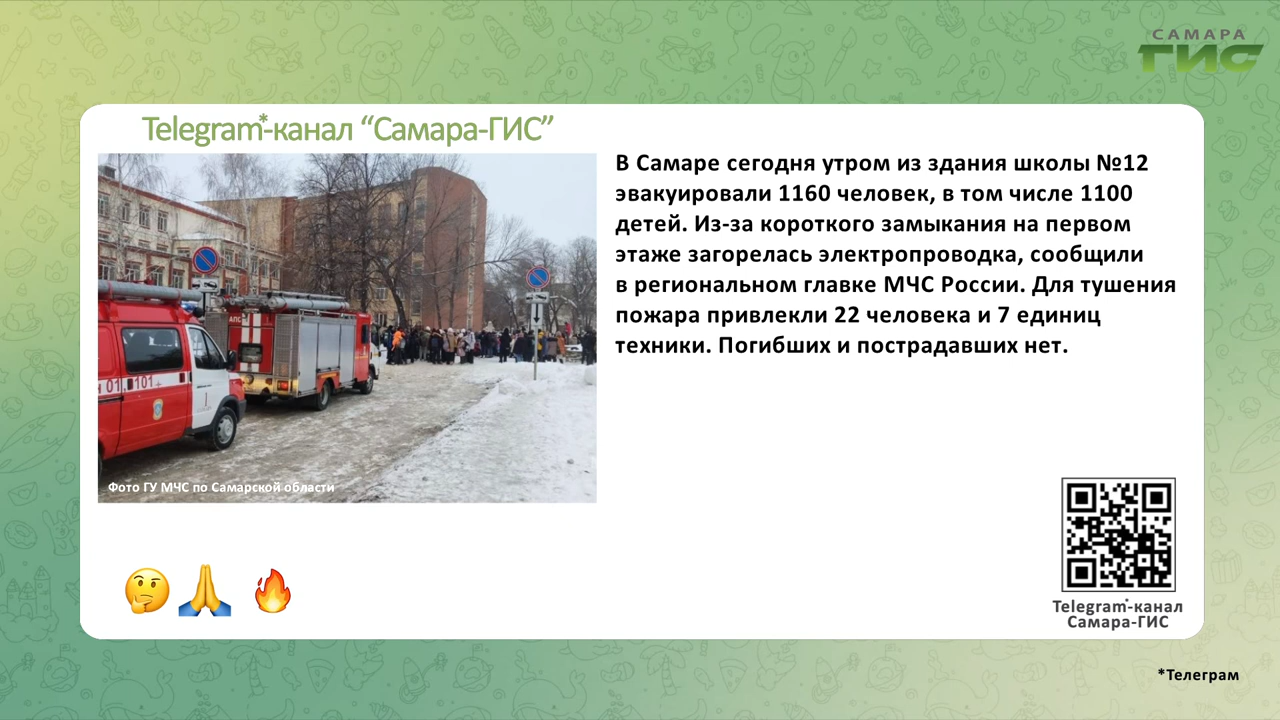 САМАРА
ГИС
Telegram*-канал “Самара-ГИС”
В Самаре сегодня утром из здания школы №12
эвакуировали 1160 человек, в том числе 1100
детей. Из-за короткого замыкания на первом
этаже загорелась электропроводка, сообщили
в региональном главке МЧС России. Для тушения
пожара привлекли 22 человека и 7 единиц
техники. Погибших и пострадавших нет.
01 101
Фото ГУ МЧС по Самарской области
Telegram*-канал
Самара-ГИС
*Телеграм